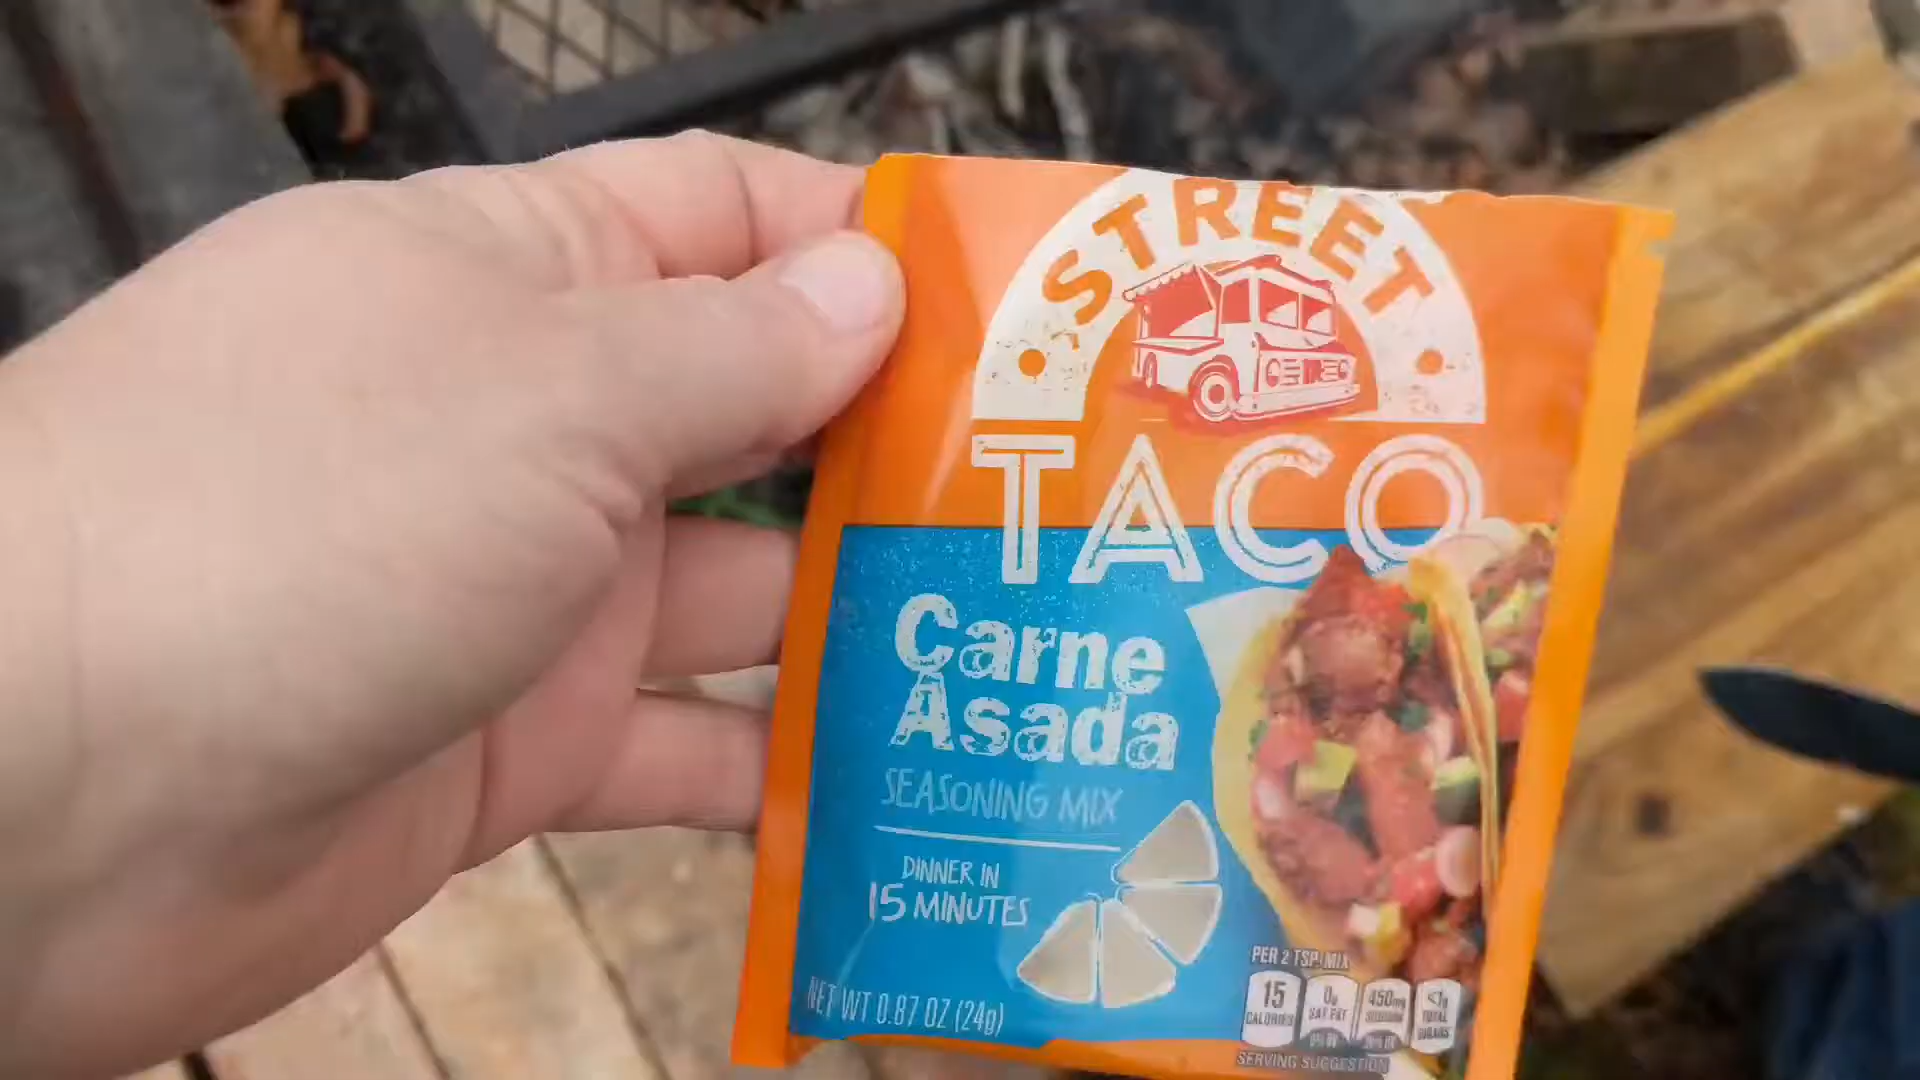 STREET
TACO
Carne
Asada
SEASONING MIX
DINNER IN
15 MINUTES
NET WT 0.87 OZ (24g)
PER 2 TSP. MIX
15
CALORIES
0g
SAT FAT
450mg
SODIUM
<1g
TOTAL
SUGARS
SERVING SUGGESTION